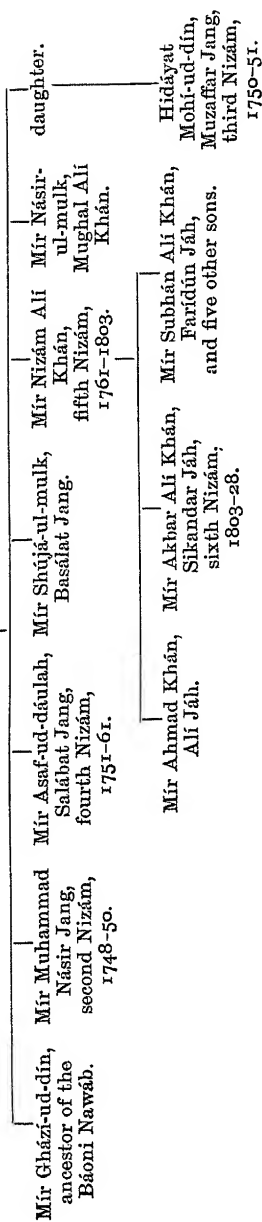 Mír Ghází-ud-dín,
ancestor of the
Báoni Nawáb.
Mír Muhammad
Násir Jang,
second Nizám,
1748-50.
Mír Asaf-ud-dáulah,
Salábat Jang,
fourth Nizám,
1751-61.
Mír Shújá-ul-mulk,
Basálat Jang.
Mír Nizám Alí
Khán,
fifth Nizám,
1761-1803.
Mír Násir-
ul-mulk,
Mughal Alí
Khán.
daughter.
Mír Ahmad Khán,
Alí Jáh.
Mír Akbar Alí Khán,
Sikandar Jáh,
sixth Nizám,
1803-28.
Mír Subhán Alí Khán,
Farídún Jáh,
and five other sons.
Hidáyat
Mohí-ud-dín,
Muzaffar Jang,
third Nizám,
1750-51.